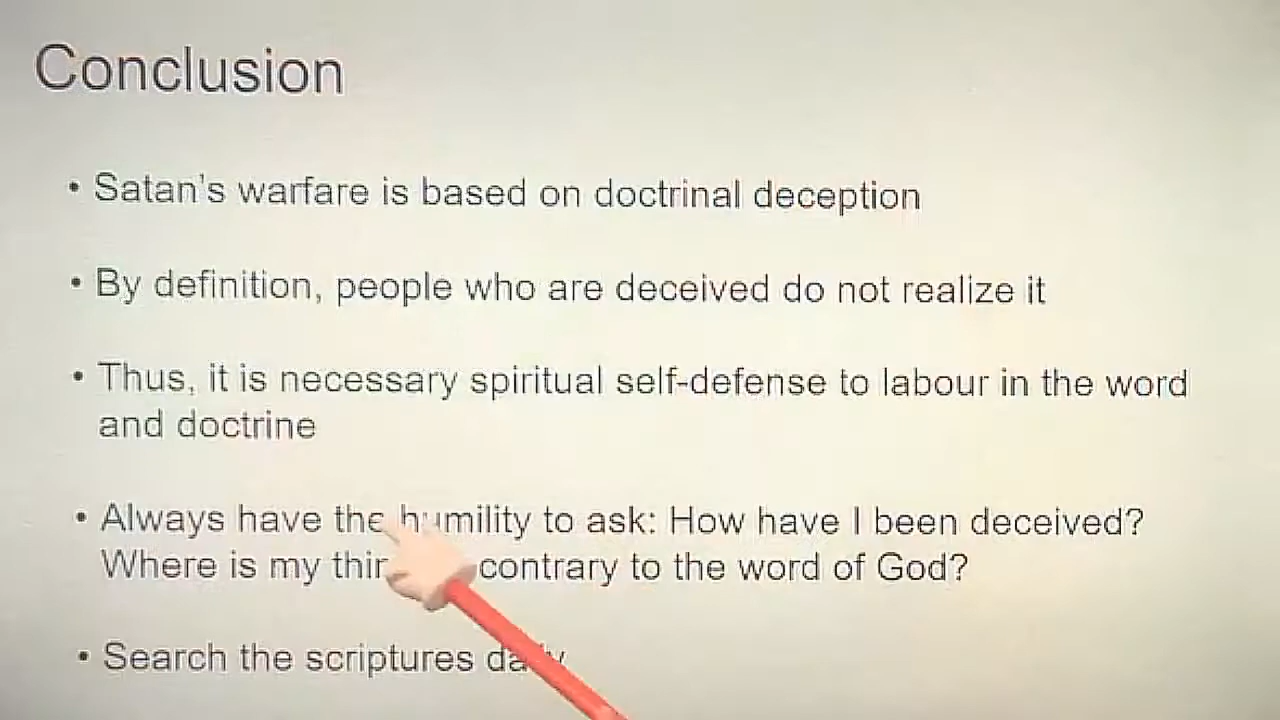 Conclusion
• Satan's warfare is based on doctrinal deception
• By definition, people who are deceived do not realize it
• Thus, it is necessary spiritual self-defense to labour in the word
and doctrine
• Always have the humility to ask: How have I been deceived?
Where is my contrary to the word of God?
• Search the scriptures daily